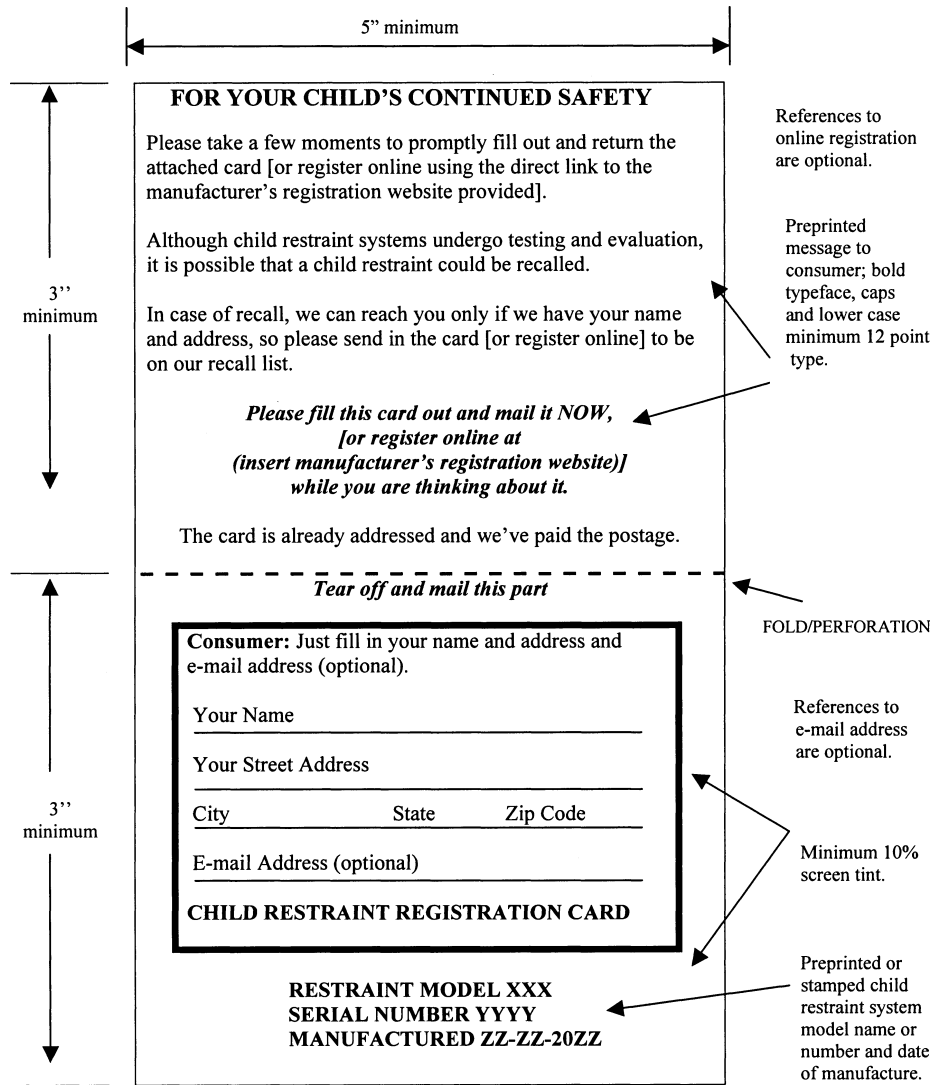 5” minimum
FOR YOUR CHILD’S CONTINUED SAFETY
Please take a few moments to promptly fill out and return the
attached card [or register online using the direct link to the
manufacturer’s registration website provided].
Although child restraint systems undergo testing and evaluation,
it is possible that a child restraint could be recalled.
In case of recall, we can reach you only if we have your name
and address, so please send in the card [or register online] to be
on our recall list.
Please fill this card out and mail it NOW,
[or register online at
(insert manufacturer’s registration website)]
while you are thinking about it.
The card is already addressed and we’ve paid the postage.
3’’
minimum
References to
online registration
are optional.
Preprinted
message to
consumer; bold
typeface, caps
and lower case
minimum 12 point
type.
Tear off and mail this part
FOLD/PERFORATION
Consumer: Just fill in your name and address and
e-mail address (optional).
Your Name
Your Street Address
City State Zip Code
E-mail Address (optional)
CHILD RESTRAINT REGISTRATION CARD
RESTRAINT MODEL XXX
SERIAL NUMBER YYYY
MANUFACTURED ZZ-ZZ-20ZZ
3’’
minimum
References to
e-mail address
are optional.
Minimum 10%
screen tint.
Preprinted or
stamped child
restraint system
model name or
number and date
of manufacture.